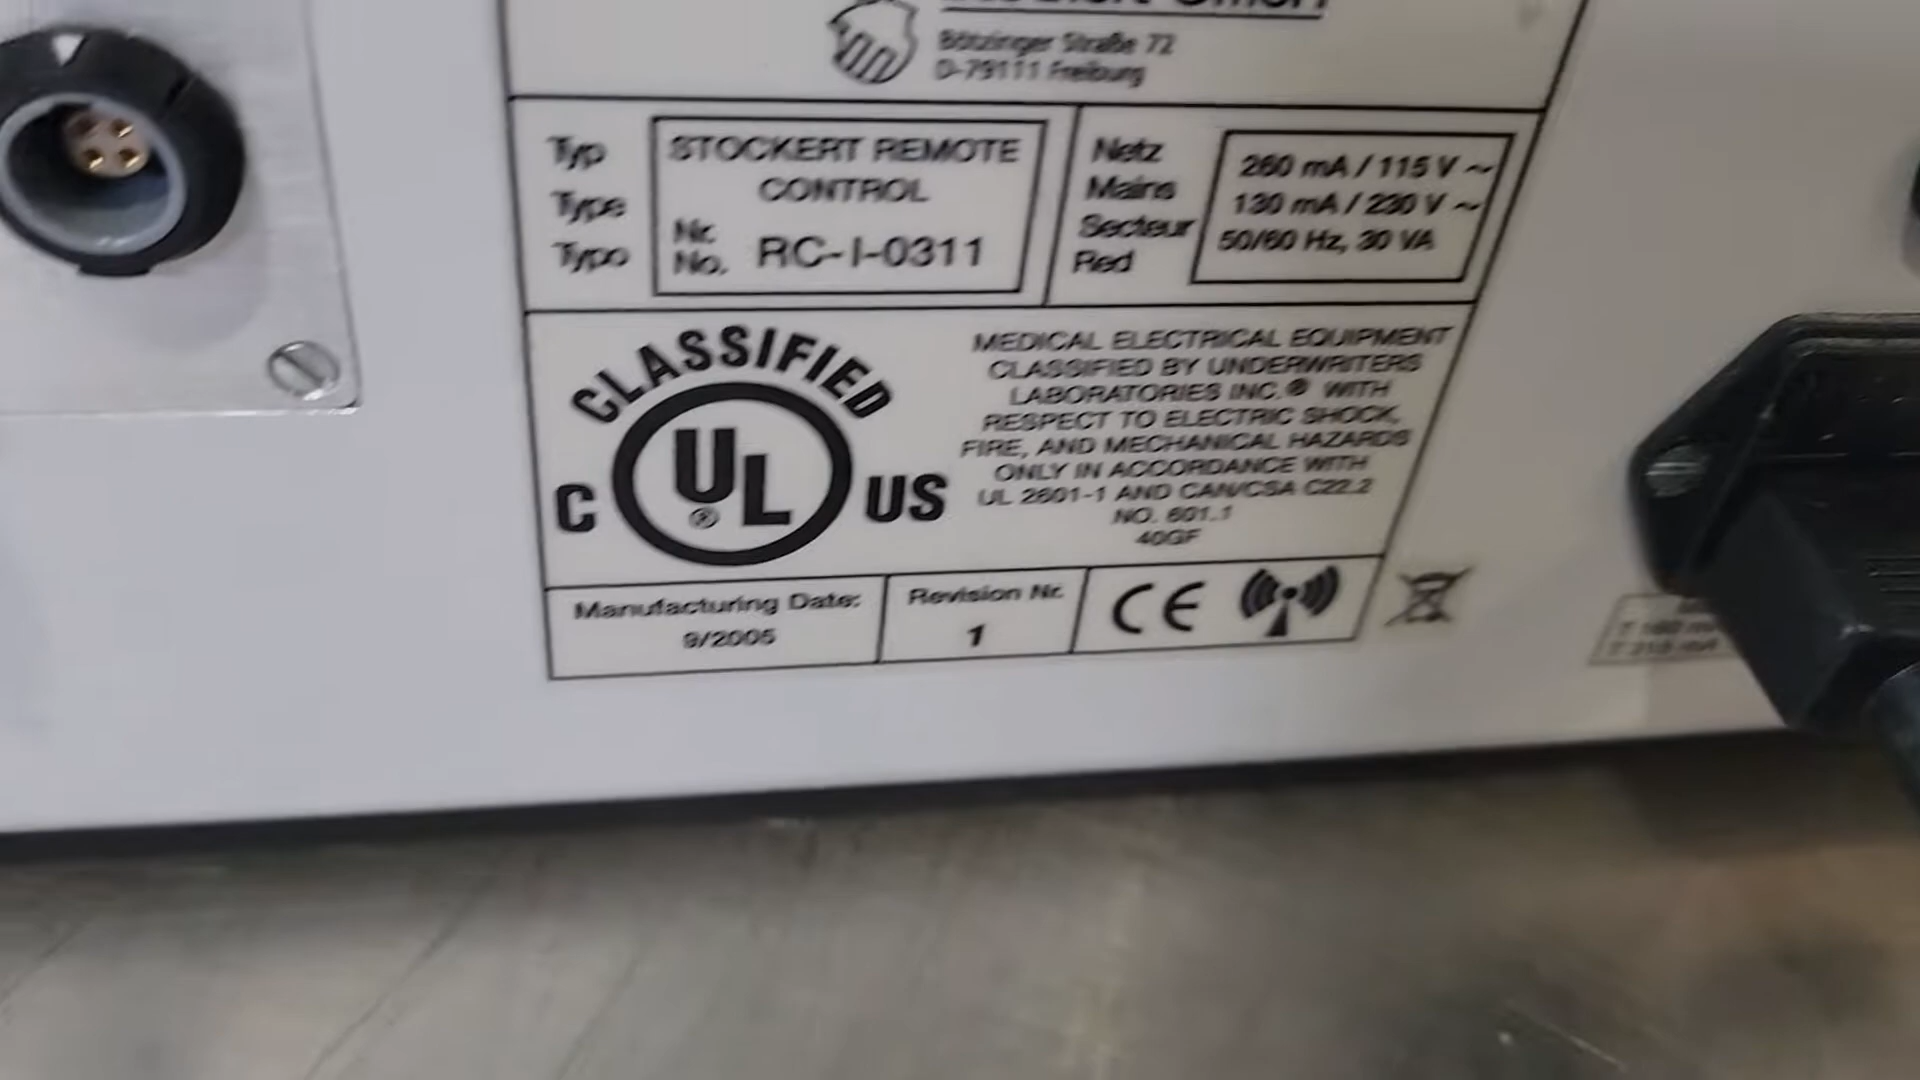 Bötzinger Straße 72
D-79111 Freiburg
Typ
Type
Typo
STOCKERT REMOTE
CONTROL
Nr.
No. RC-I-0311
Netz
Mains
Secteur
Red
260 mA / 115 V ~
130 mA / 230 V ~
50/60 Hz, 30 VA
CLASSIFIED
C UL ® US
MEDICAL ELECTRICAL EQUIPMENT
CLASSIFIED BY UNDERWRITERS
LABORATORIES INC.® WITH
RESPECT TO ELECTRIC SHOCK,
FIRE, AND MECHANICAL HAZARDS
ONLY IN ACCORDANCE WITH
UL 2601-1 AND CAN/CSA C22.2
NO. 601.1
40GF
Manufacturing Date:
9/2005
Revision Nr.
1
CE